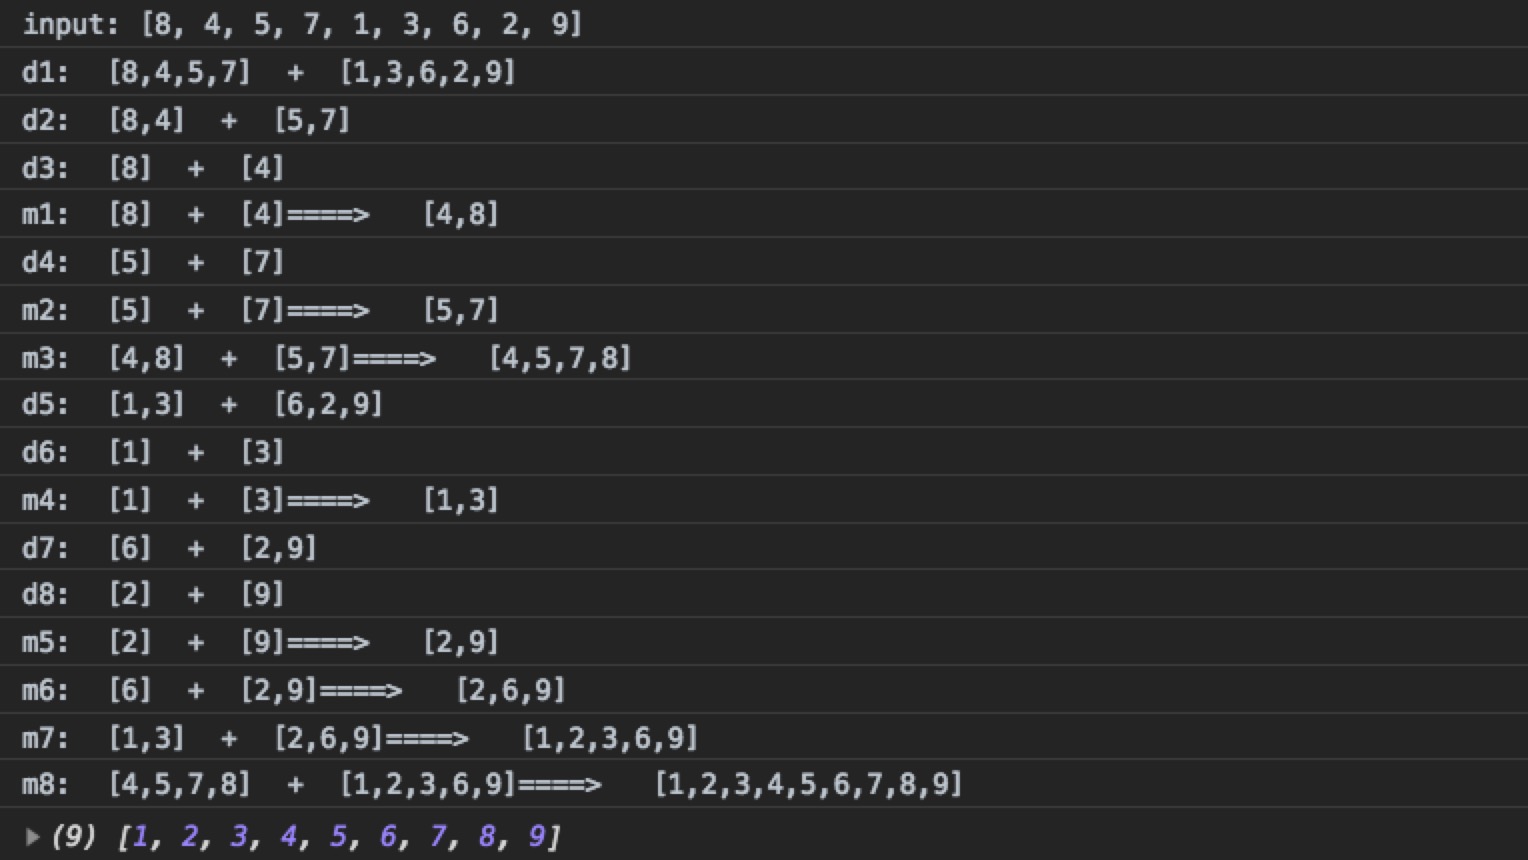 input: [8, 4, 5, 7, 1, 3, 6, 2, 9]
d1:  [8,4,5,7]  +  [1,3,6,2,9]
d2:  [8,4]  +  [5,7]
d3:  [8]  +  [4]
m1:  [8]  +  [4]====>   [4,8]
d4:  [5]  +  [7]
m2:  [5]  +  [7]====>   [5,7]
m3:  [4,8]  +  [5,7]====>   [4,5,7,8]
d5:  [1,3]  +  [6,2,9]
d6:  [1]  +  [3]
m4:  [1]  +  [3]====>   [1,3]
d7:  [6]  +  [2,9]
d8:  [2]  +  [9]
m5:  [2]  +  [9]====>   [2,9]
m6:  [6]  +  [2,9]====>   [2,6,9]
m7:  [1,3]  +  [2,6,9]====>   [1,2,3,6,9]
m8:  [4,5,7,8]  +  [1,2,3,6,9]====>   [1,2,3,4,5,6,7,8,9]
▶ (9) [1, 2, 3, 4, 5, 6, 7, 8, 9]